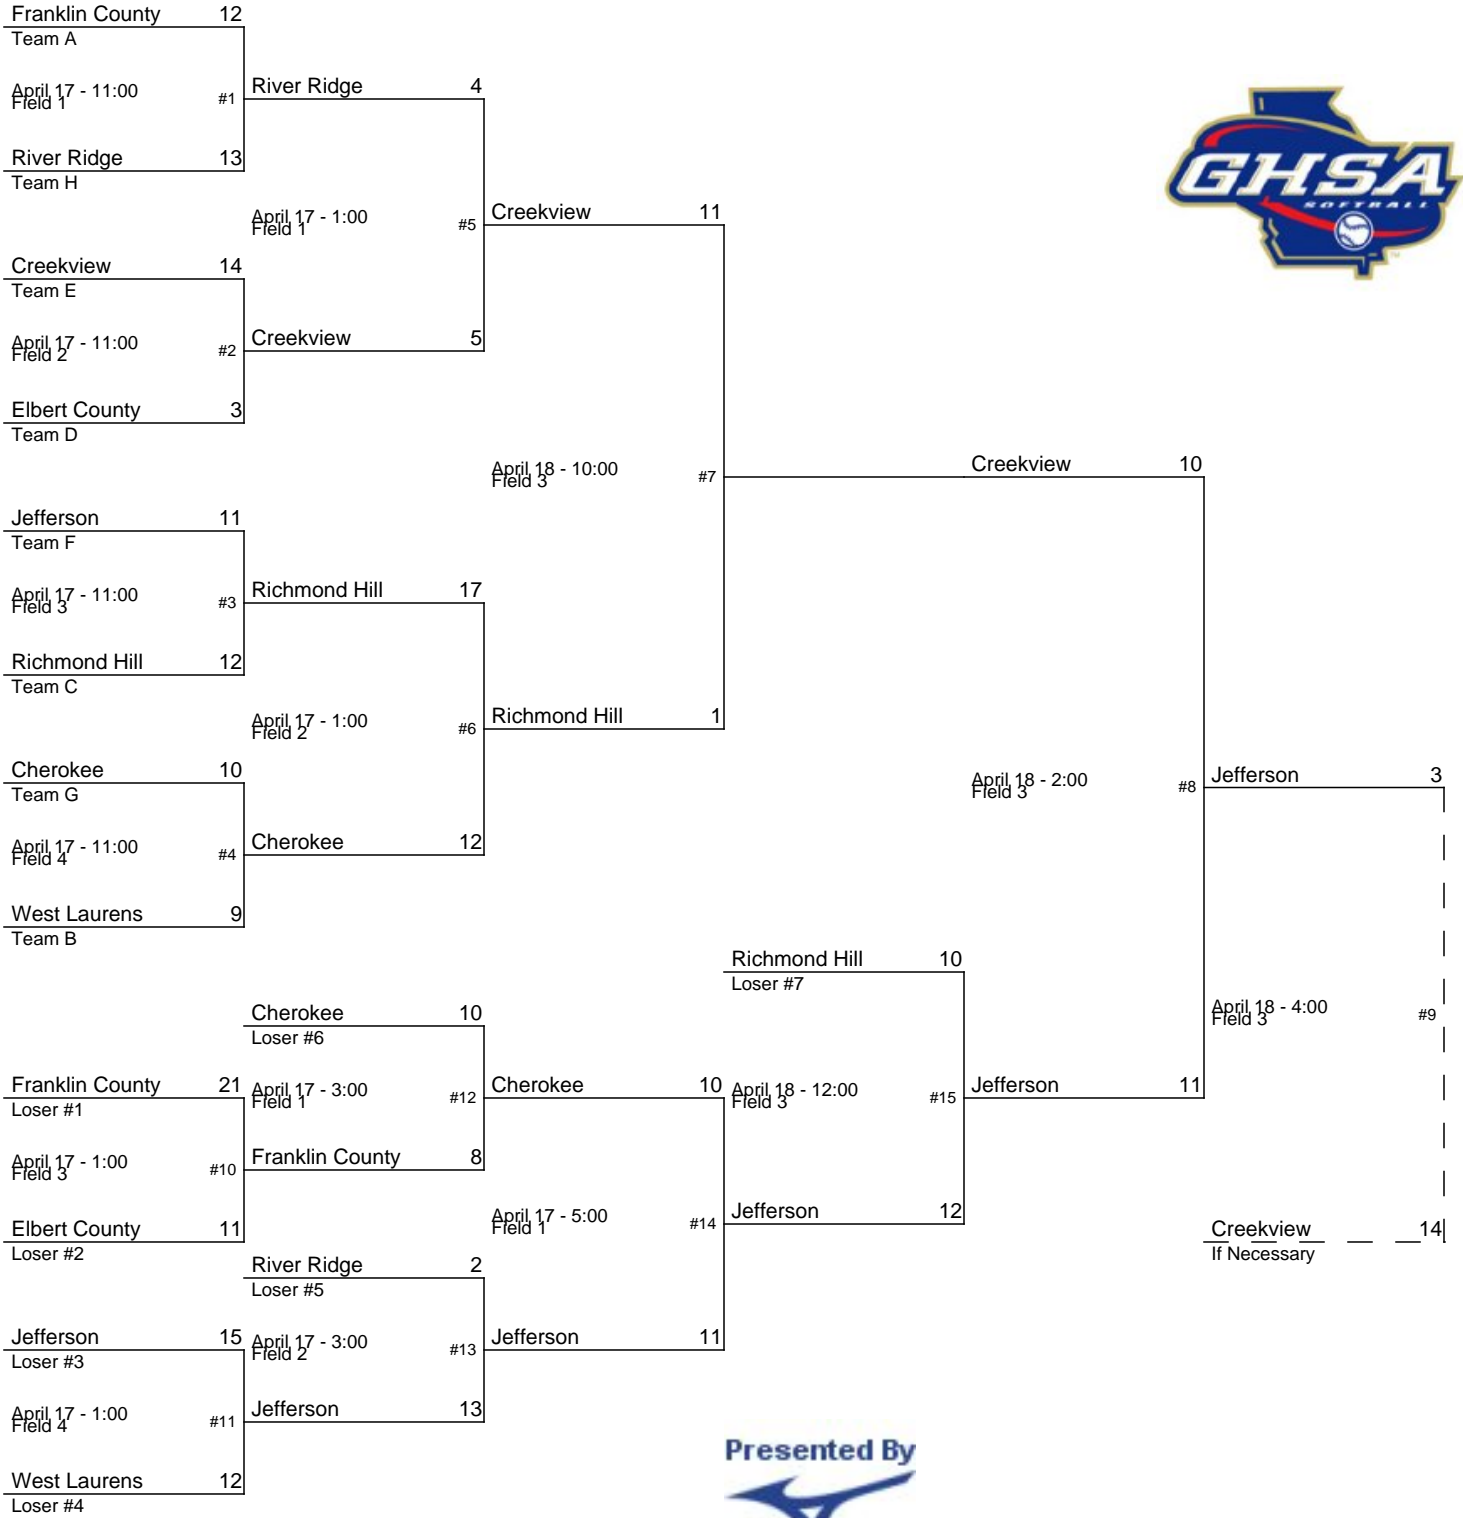 Franklin County 12
Team A
April 17 - 11:00
Field 1
#1
River Ridge 4
River Ridge 13
Team H
April 17 - 1:00
Field 1
#5
Creekview 11
Creekview 14
Team E
April 17 - 11:00
Field 2
#2
Creekview 5
Elbert County 3
Team D
April 18 - 10:00
Field 3
#7
Creekview 10
Jefferson 11
Team F
April 17 - 11:00
Field 3
#3
Richmond Hill 17
Richmond Hill 12
Team C
April 17 - 1:00
Field 2
#6
Richmond Hill 1
Cherokee 10
Team G
April 18 - 2:00
Field 3
#8
Jefferson 3
April 17 - 11:00
Field 4
#4
Cherokee 12
West Laurens 9
Team B
Richmond Hill 10
Loser #7
Cherokee 10
Loser #6
April 18 - 4:00
Field 3
#9
Franklin County 21
Loser #1
April 17 - 3:00
Field 1
#12
Cherokee 10
April 18 - 12:00
Field 3
#15
Jefferson 11
April 17 - 1:00
Field 3
#10
Franklin County 8
Elbert County 11
Loser #2
April 17 - 5:00
Field 1
#14
Jefferson 12
Creekview 14
If Necessary
River Ridge 2
Loser #5
Jefferson 15
Loser #3
April 17 - 3:00
Field 2
#13
Jefferson 11
April 17 - 1:00
Field 4
#11
Jefferson 13
West Laurens 12
Loser #4
GHSA
SOFTBALL
TM
Presented By